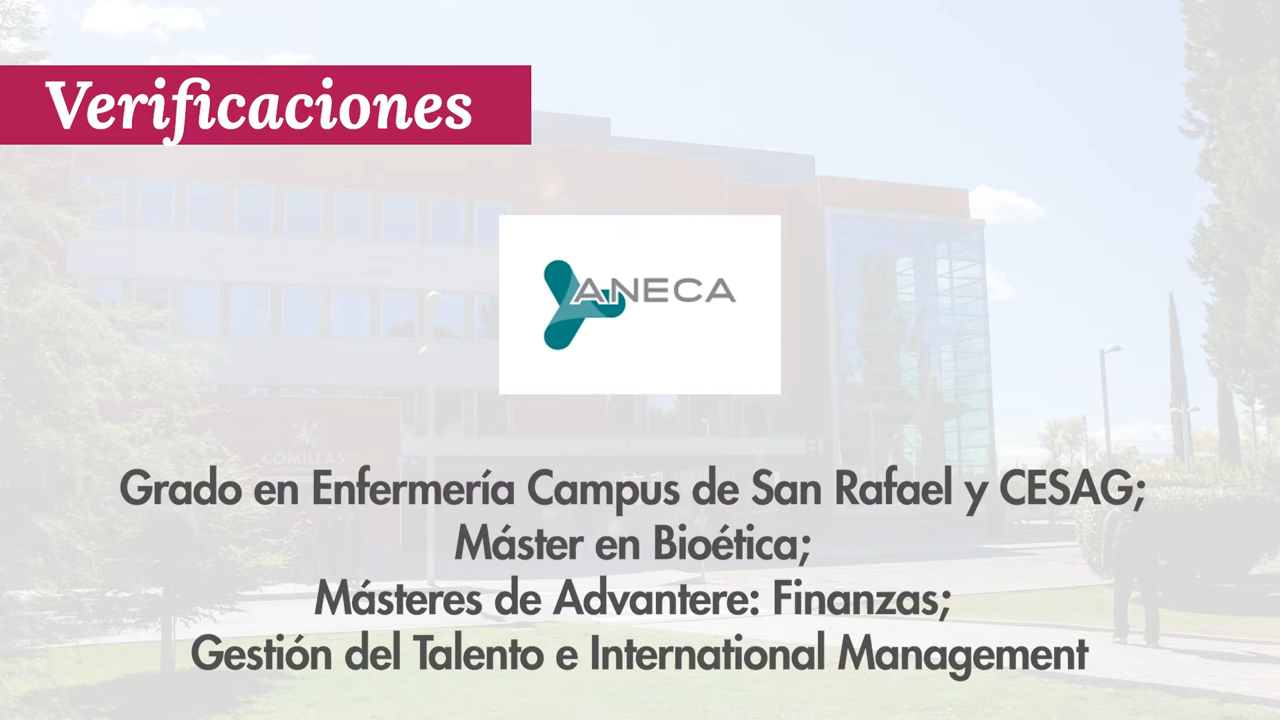 Verificaciones
ANECA
COMILLAS
Grado en Enfermería Campus de San Rafael y CESAG;
Máster en Bioética;
Másteres de Advantere: Finanzas;
Gestión del Talento e International Management